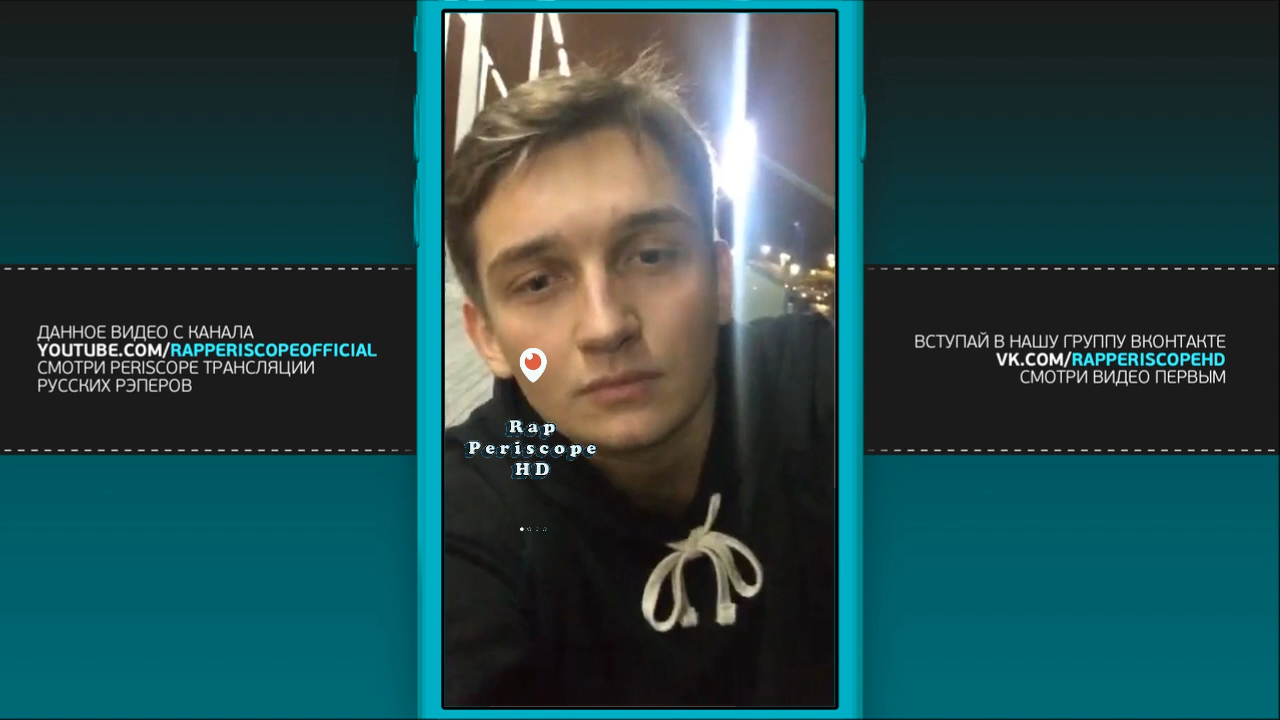 ДАННОЕ ВИДЕО С КАНАЛА
YOUTUBE.COM/RAPPERISCOPEOFFICIAL
СМОТРИ PERISCOPE ТРАНСЛЯЦИИ
РУССКИХ РЭПЕРОВ
Rap
Periscope
HD
ВСТУПАЙ В НАШУ ГРУППУ ВКОНТАКТЕ
VK.COM/RAPPERISCOPEHD
СМОТРИ ВИДЕО ПЕРВЫМ